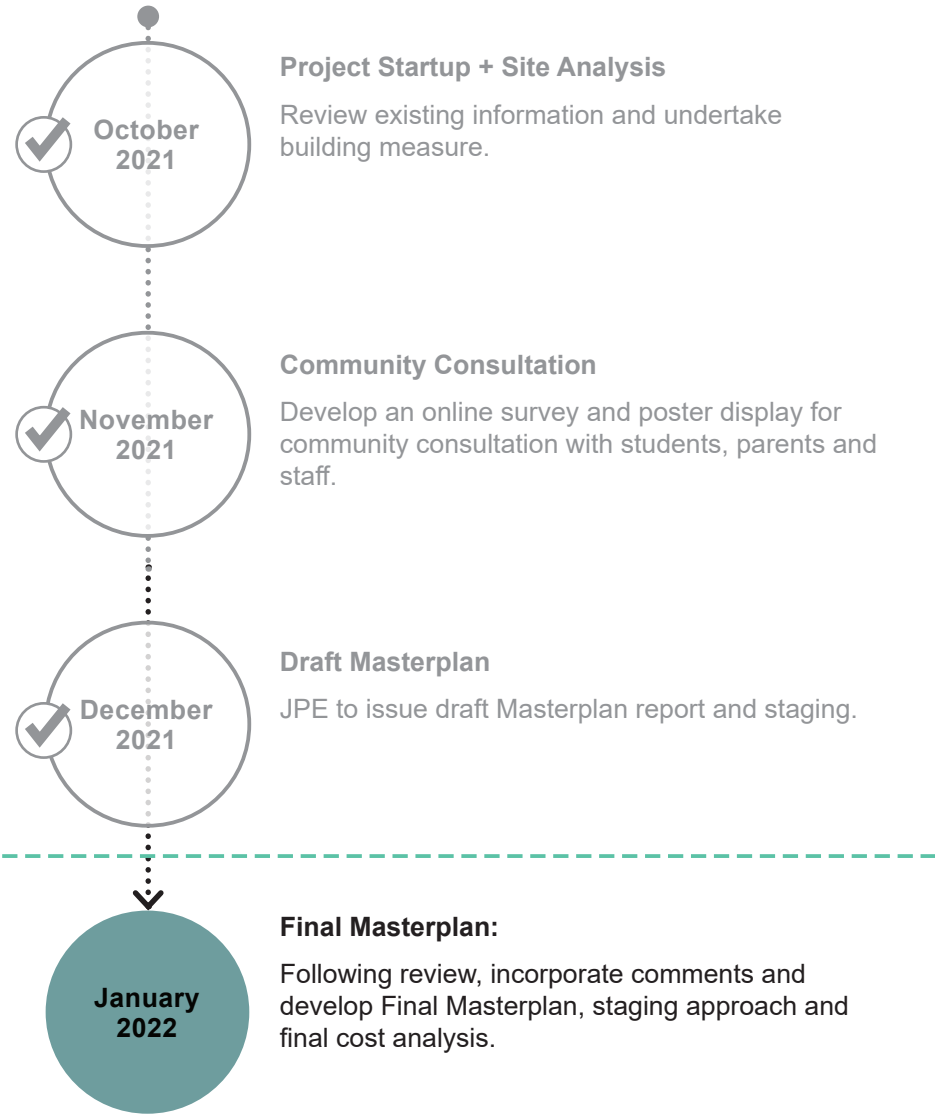 October
2021
Project Startup + Site Analysis
Review existing information and undertake
building measure.
November
2021
Community Consultation
Develop an online survey and poster display for
community consultation with students, parents and
staff.
December
2021
Draft Masterplan
JPE to issue draft Masterplan report and staging.
January
2022
Final Masterplan:
Following review, incorporate comments and
develop Final Masterplan, staging approach and
final cost analysis.